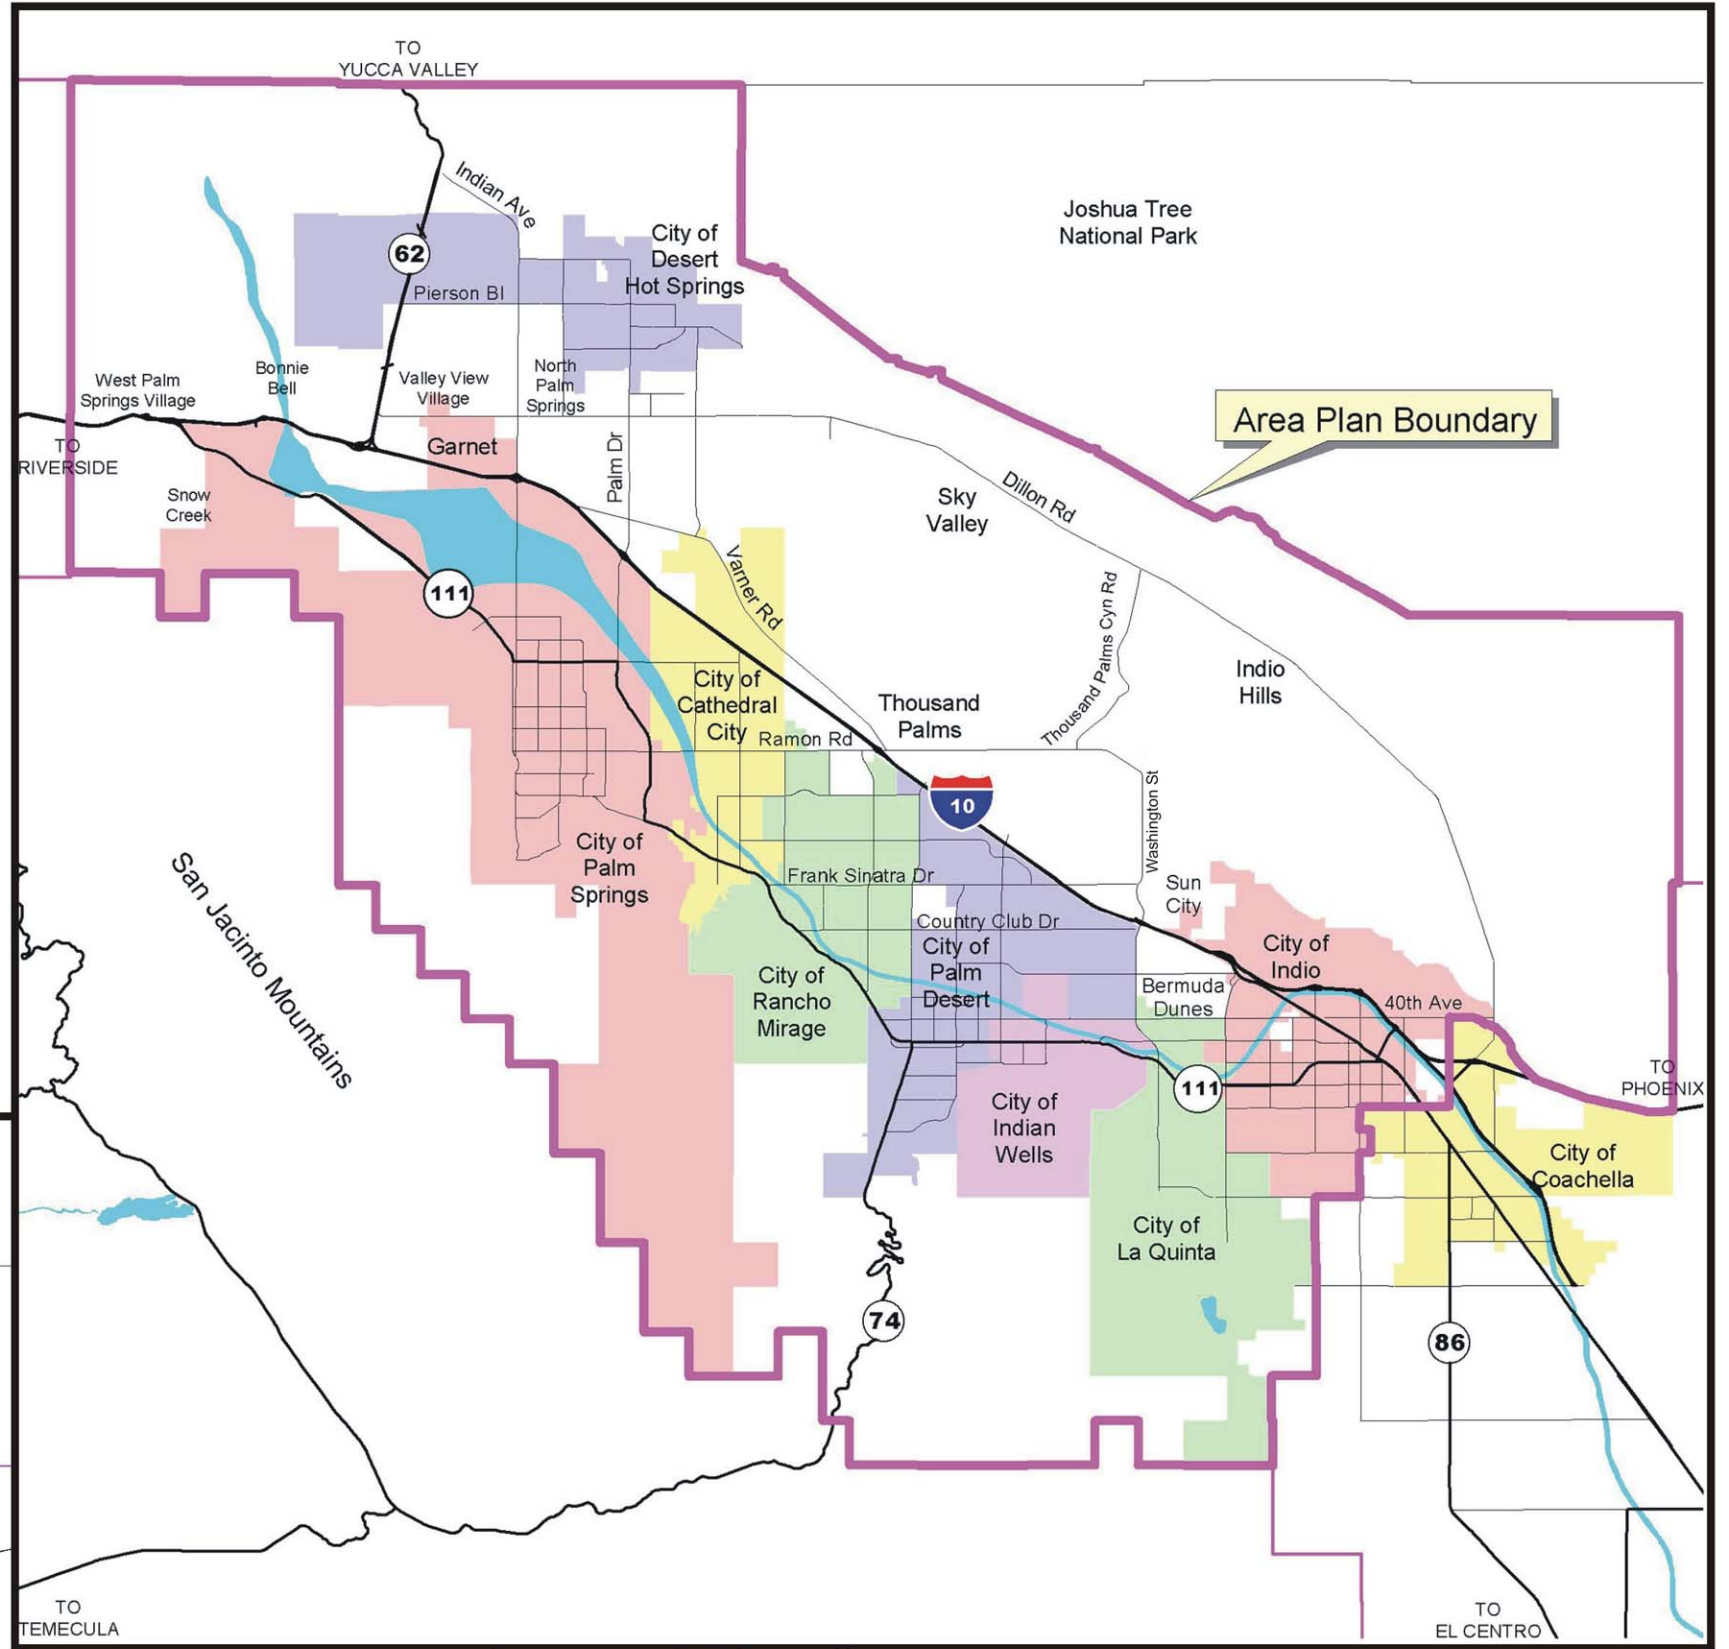 TO
YUCCA VALLEY
Indian Ave
Joshua Tree
National Park
City of
Desert
Hot Springs
62
Pierson Bl
West Palm
Springs Village
Bonnie
Bell
Valley View
Village
North
Palm
Springs
Area Plan Boundary
TO
RIVERSIDE
Garnet
Palm Dr
Snow
Creek
Sky
Valley
Dillon Rd
Varner Rd
111
Thousand Palms Cyn Rd
Indio
Hills
City of
Cathedral
City
Thousand
Palms
Ramon Rd
10
Washington St
San Jacinto Mountains
City of
Palm
Springs
Frank Sinatra Dr
Sun
City
Country Club Dr
City of
Palm
Desert
City of
Indio
City of
Rancho
Mirage
Bermuda
Dunes
40th Ave
TO
PHOENIX
111
City of
Indian
Wells
City of
Coachella
City of
La Quinta
74
86
TO
TEMECULA
TO
EL CENTRO